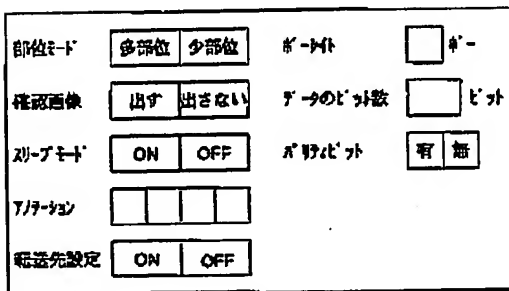 部位モード 多部位 少部位
確認画像 出す 出さない
スリープモード ON OFF
アノテーション
転送先設定 ON OFF
ボーレイト ボー
データのビット数 ビット
パリティビット 有 無